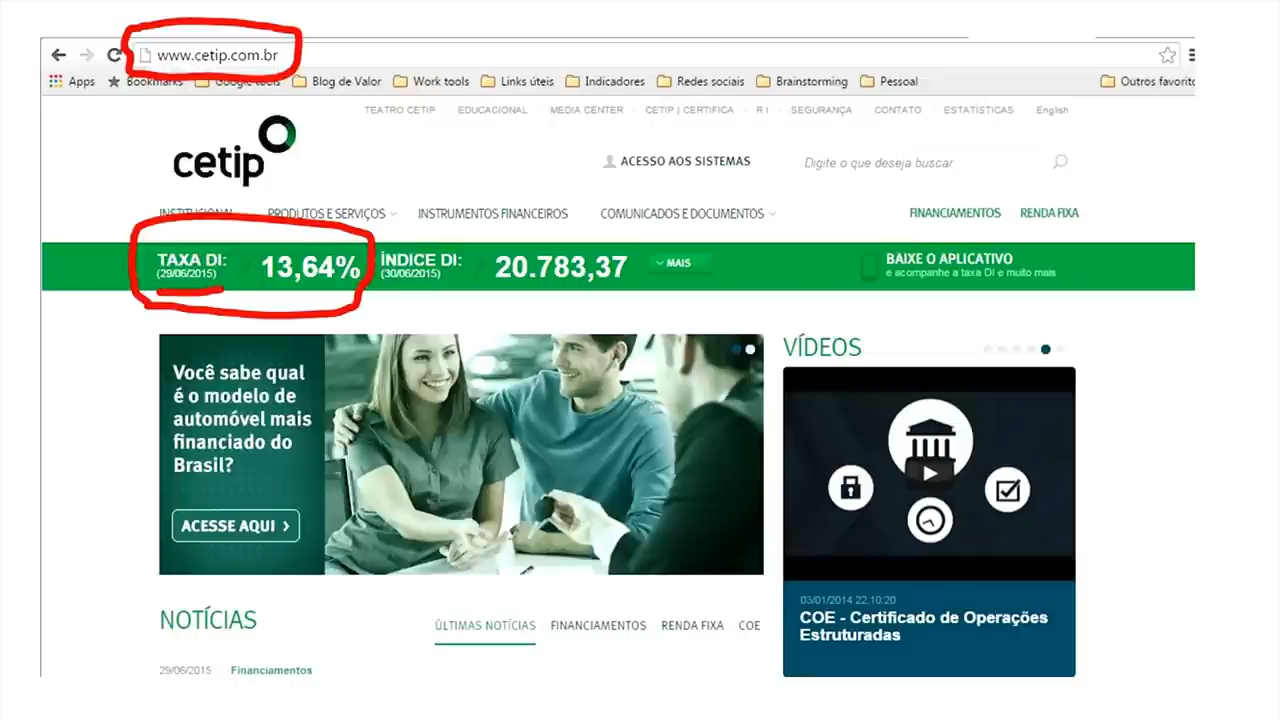 www.cetip.com.br
Apps Bookmarks Google tools Blog de Valor Work tools Links úteis Indicadores Redes sociais Brainstorming Pessoal Outros favorito
TEATRO CETIP EDUCACIONAL MEDIA CENTER CETIP | CERTIFICA R I SEGURANÇA CONTATO ESTATÍSTICAS English
cetip
ACESSO AOS SISTEMAS Digite o que deseja buscar
INSTITUCIONAL PRODUTOS E SERVIÇOS INSTRUMENTOS FINANCEIROS COMUNICADOS E DOCUMENTOS FINANCIAMENTOS RENDA FIXA
TAXA DI:
(29/06/2015)
13,64%
ÍNDICE DI:
(30/06/2015)
20.783,37
MAIS
BAIXE O APLICATIVO
e acompanhe a taxa DI e muito mais
Você sabe qual
é o modelo de
automóvel mais
financiado do
Brasil?
ACESSE AQUI
VÍDEOS
03/01/2014 22:10:20
COE - Certificado de Operações
Estruturadas
NOTÍCIAS
ÚLTIMAS NOTÍCIAS FINANCIAMENTOS RENDA FIXA COE
29/06/2015 Financiamentos